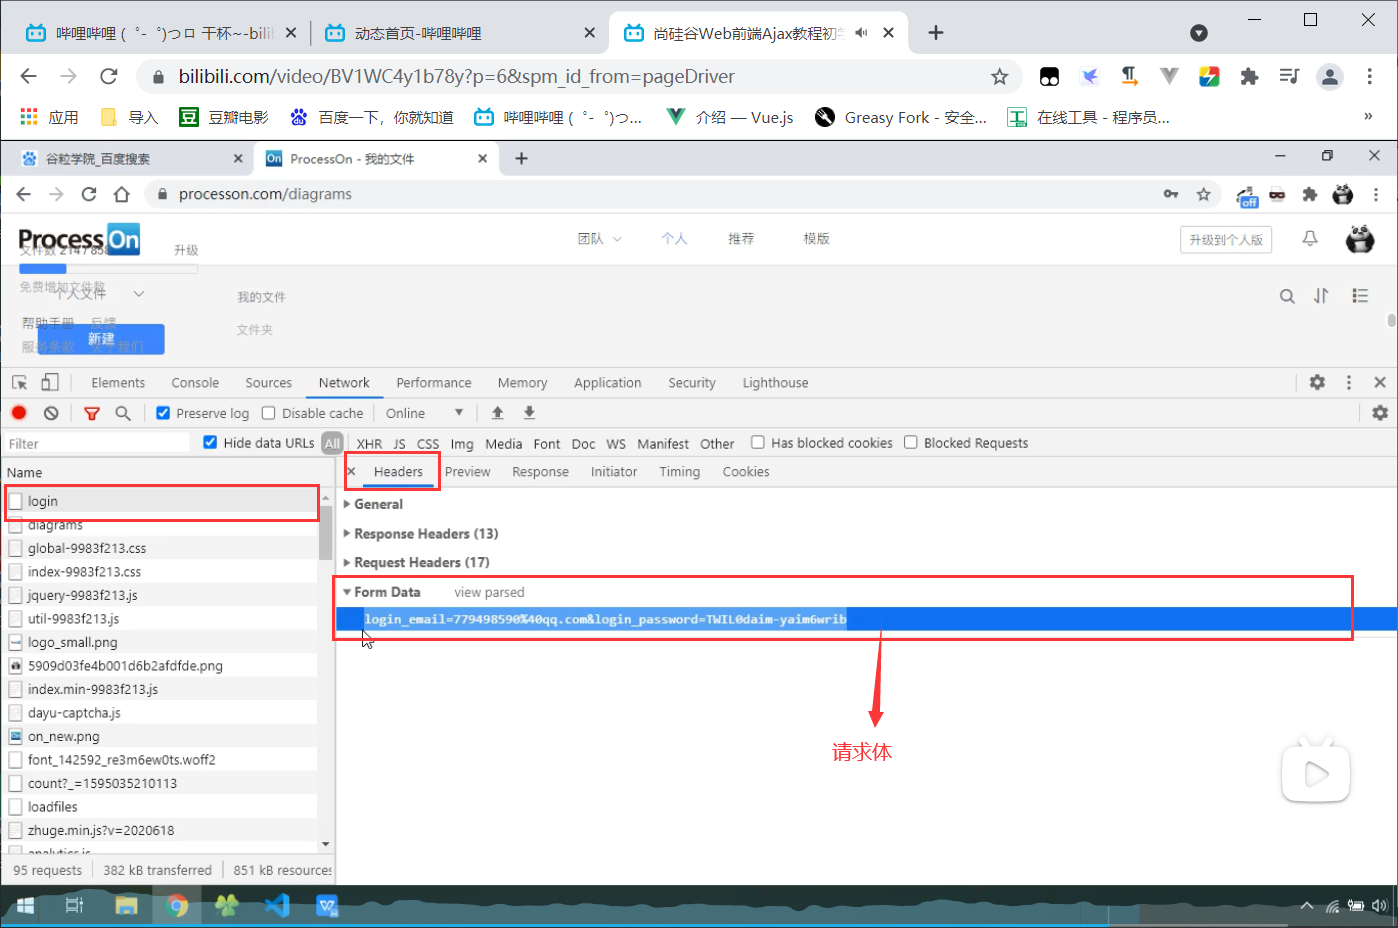 哔哩哔哩 (゜-゜)つロ 干杯~-bili
动态首页-哔哩哔哩
尚硅谷Web前端Ajax教程初学
bilibili.com/video/BV1WC4y1b78y?p=6&spm_id_from=pageDriver
应用
导入
豆瓣电影
百度一下，你就知道
哔哩哔哩 (゜-゜)つ...
介绍 — Vue.js
Greasy Fork - 安全...
在线工具 - 程序员...
»
谷粒学院_百度搜索
ProcessOn - 我的文件
processon.com/diagrams
off
ProcessOn
团队
个人
推荐
模版
升级到个人版
文件数 214 / 858
升级
免费增加文件数
个人文件
我的文件
帮助手册
反馈
文件夹
新建
服务条款
关于我们
Elements
Console
Sources
Network
Performance
Memory
Application
Security
Lighthouse
Preserve log
Disable cache
Online
Filter
Hide data URLs
All
XHR
JS
CSS
Img
Media
Font
Doc
WS
Manifest
Other
Has blocked cookies
Blocked Requests
Name
Headers
Preview
Response
Initiator
Timing
Cookies
login
diagrams
global-9983f213.css
index-9983f213.css
jquery-9983f213.js
util-9983f213.js
logo_small.png
5909d03fe4b001d6b2afdfde.png
index.min-9983f213.js
dayu-captcha.js
on_new.png
font_142592_re3m6ew0ts.woff2
count?_=1595035210113
loadfiles
zhuge.min.js?v=2020618
analytics.js
General
Response Headers (13)
Request Headers (17)
Form Data
view parsed
login_email=779498590%40qq.com&login_password=TWIL0daim-yaim6wrib
请求体
95 requests
382 kB transferred
851 kB resources